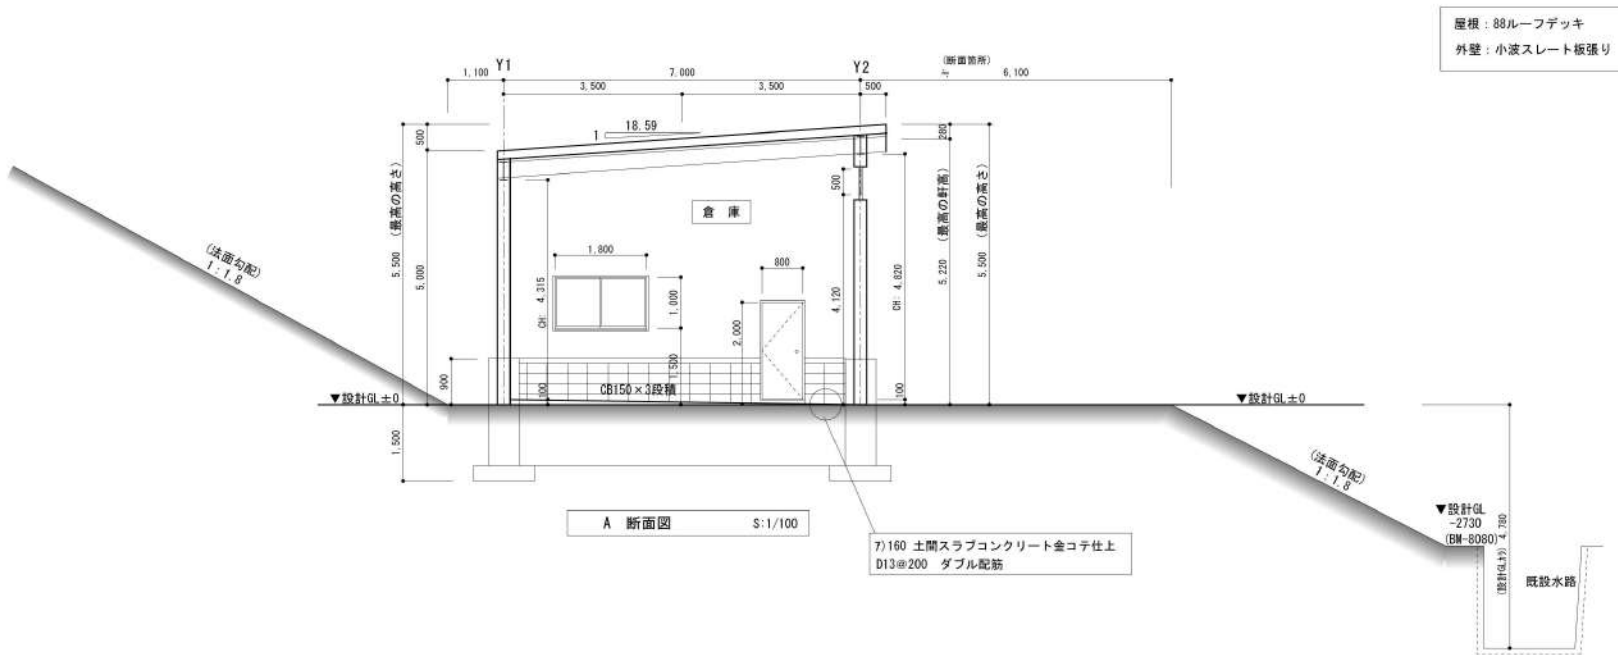 屋根：88ルーフデッキ
外壁：小波スレート板張り
Y1
Y2
(断面箇所)
≒
1,100
7,000
6,100
3,500
3,500
500
1
18.59
500
280
5,500 (最高の高さ)
5,000
CH: 4,315
倉 庫
500
4,120
CH: 4,820
5,220 (最高の軒高)
5,500 (最高の高さ)
(法面勾配)
1:1.8
1,800
1,000
1,500
800
2,000
900
100
CB150×3段積
100
▼設計GL±0
▼設計GL±0
1,500
(法面勾配)
1:1.8
▼設計GL
-2730
(BM-8080)
(設計GLヨリ) 4,780
既設水路
A 断面図 S:1/100
ｱ)160 土間スラブコンクリート金コテ仕上
D13@200 ダブル配筋